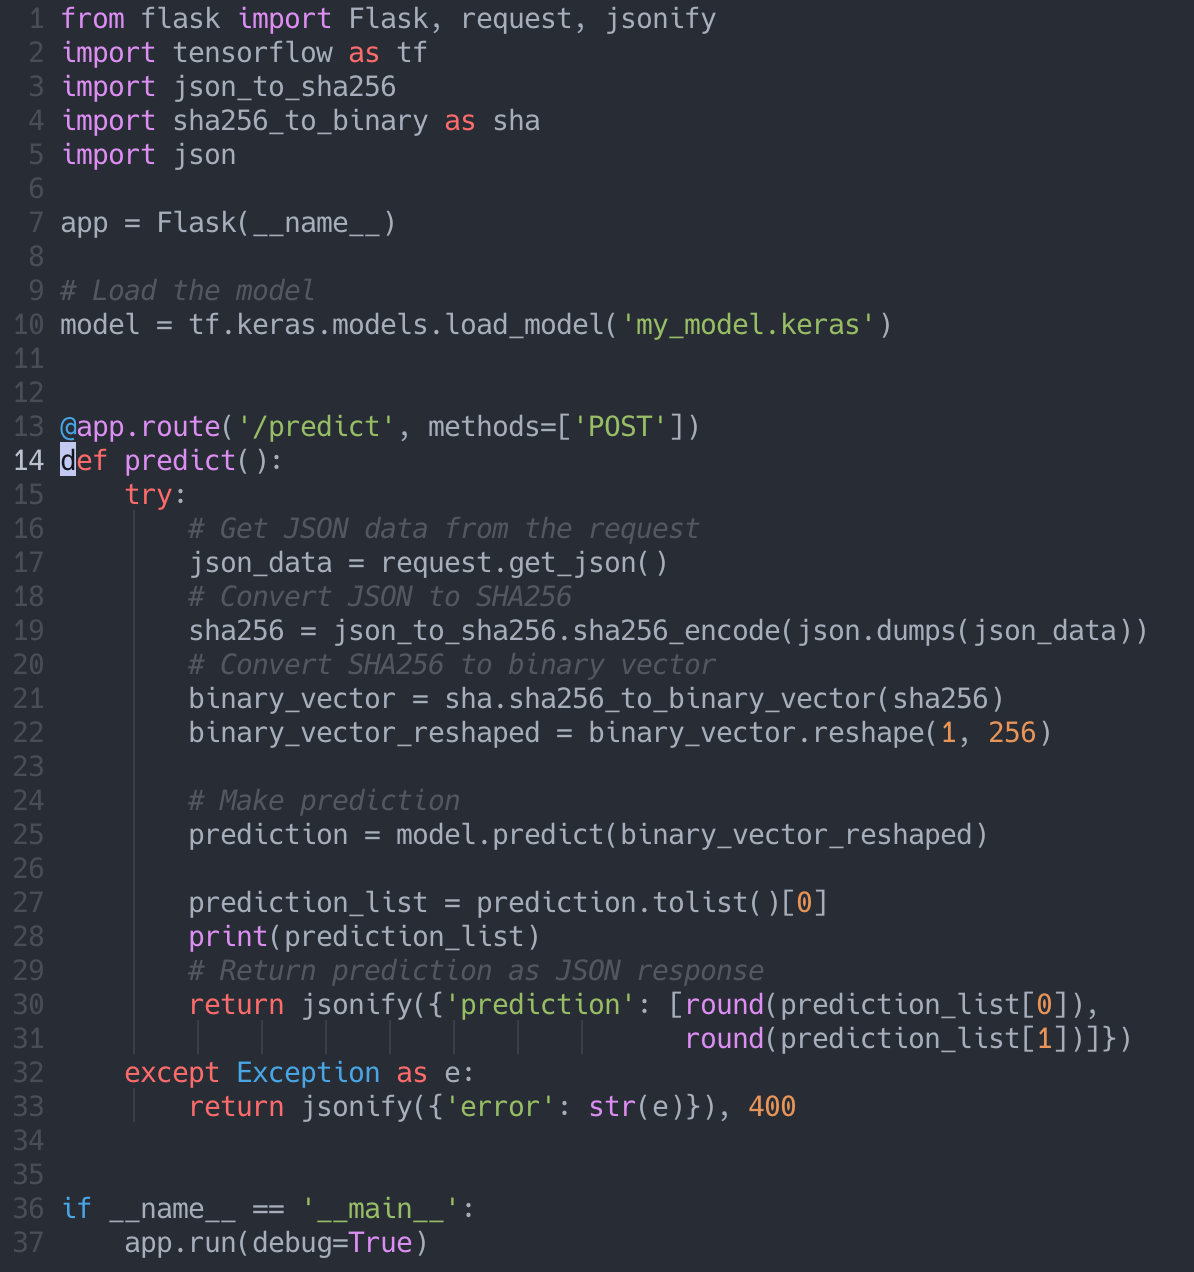 1 from flask import Flask, request, jsonify
2 import tensorflow as tf
3 import json_to_sha256
4 import sha256_to_binary as sha
5 import json
6
7 app = Flask(__name__)
8
9 # Load the model
10 model = tf.keras.models.load_model('my_model.keras')
11
12
13 @app.route('/predict', methods=['POST'])
14 def predict():
15     try:
16         # Get JSON data from the request
17         json_data = request.get_json()
18         # Convert JSON to SHA256
19         sha256 = json_to_sha256.sha256_encode(json.dumps(json_data))
20         # Convert SHA256 to binary vector
21         binary_vector = sha.sha256_to_binary_vector(sha256)
22         binary_vector_reshaped = binary_vector.reshape(1, 256)
23
24         # Make prediction
25         prediction = model.predict(binary_vector_reshaped)
26
27         prediction_list = prediction.tolist()[0]
28         print(prediction_list)
29         # Return prediction as JSON response
30         return jsonify({'prediction': [round(prediction_list[0]),
31                                        round(prediction_list[1])]})
32     except Exception as e:
33         return jsonify({'error': str(e)}), 400
34
35
36 if __name__ == '__main__':
37     app.run(debug=True)